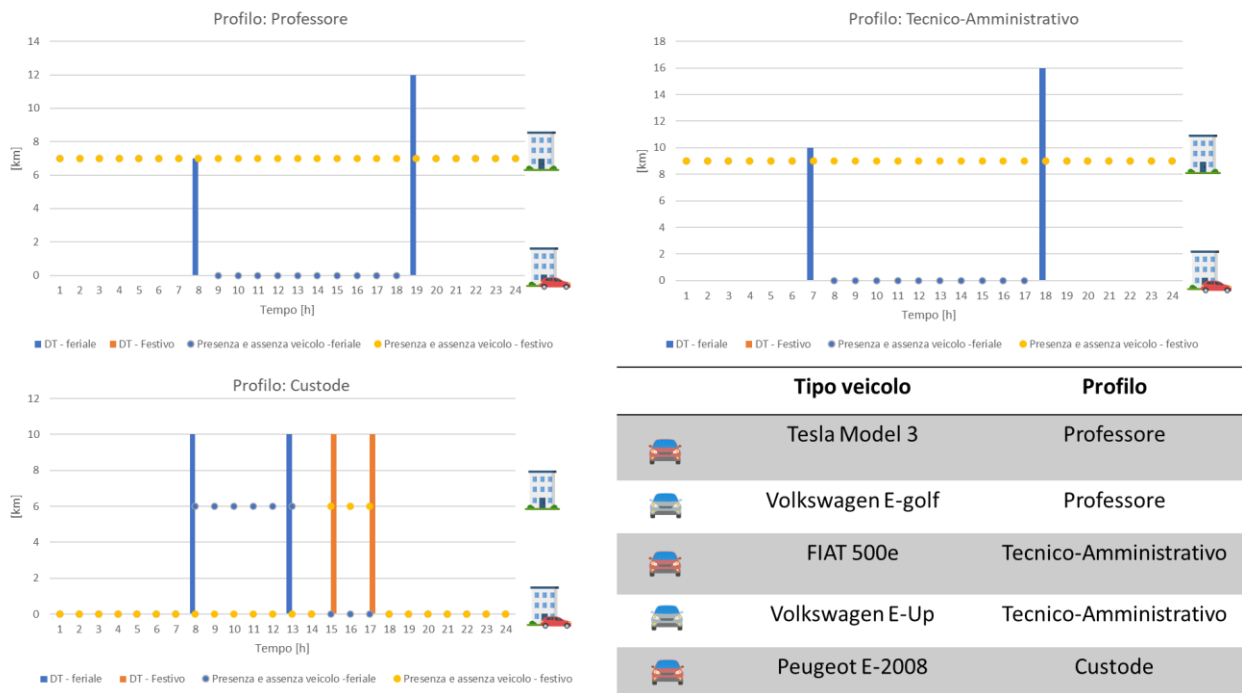 Profilo: Professore
14
12
10
8
6
4
2
0
[km]
1 2 3 4 5 6 7 8 9 10 11 12 13 14 15 16 17 18 19 20 21 22 23 24
Tempo [h]
DT - feriale DT - Festivo Presenza e assenza veicolo -feriale Presenza e assenza veicolo - festivo
Profilo: Tecnico-Amministrativo
18
16
14
12
10
8
6
4
2
0
[km]
1 2 3 4 5 6 7 8 9 10 11 12 13 14 15 16 17 18 19 20 21 22 23 24
Tempo [h]
DT - feriale DT - Festivo Presenza e assenza veicolo -feriale Presenza e assenza veicolo - festivo
Profilo: Custode
12
10
8
6
4
2
0
[km]
1 2 3 4 5 6 7 8 9 10 11 12 13 14 15 16 17 18 19 20 21 22 23 24
Tempo [h]
DT - feriale DT - Festivo Presenza e assenza veicolo -feriale Presenza e assenza veicolo - festivo
Tipo veicolo Profilo
Tesla Model 3 Professore
Volkswagen E-golf Professore
FIAT 500e Tecnico-Amministrativo
Volkswagen E-Up Tecnico-Amministrativo
Peugeot E-2008 Custode